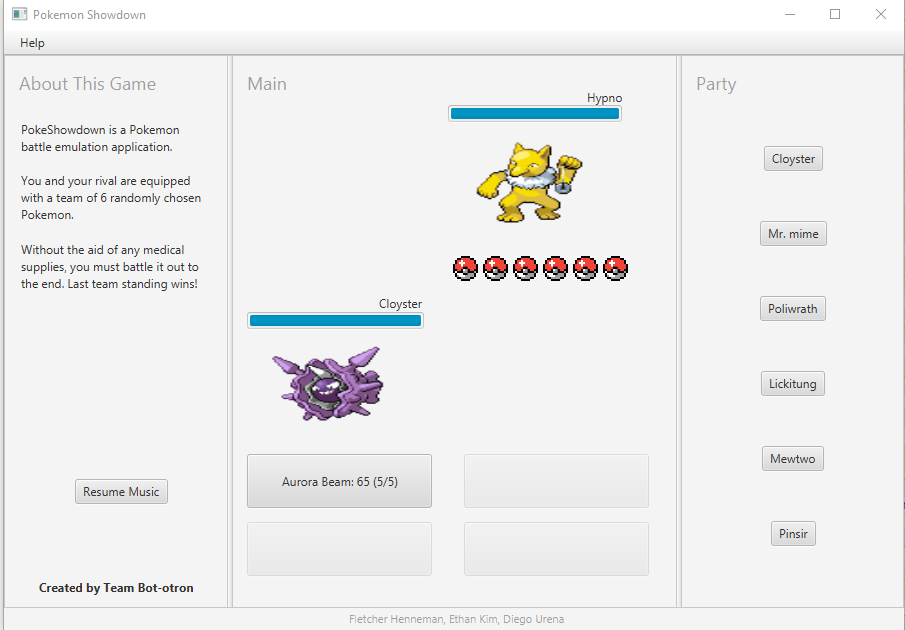 Pokemon Showdown
Help
About This Game
PokeShowdown is a Pokemon
battle emulation application.
You and your rival are equipped
with a team of 6 randomly chosen
Pokemon.
Without the aid of any medical
supplies, you must battle it out to
the end. Last team standing wins!
Resume Music
Created by Team Bot-otron
Main
Hypno
Cloyster
Aurora Beam: 65 (5/5)
Party
Cloyster
Mr. mime
Poliwrath
Lickitung
Mewtwo
Pinsir
Fletcher Henneman, Ethan Kim, Diego Urena